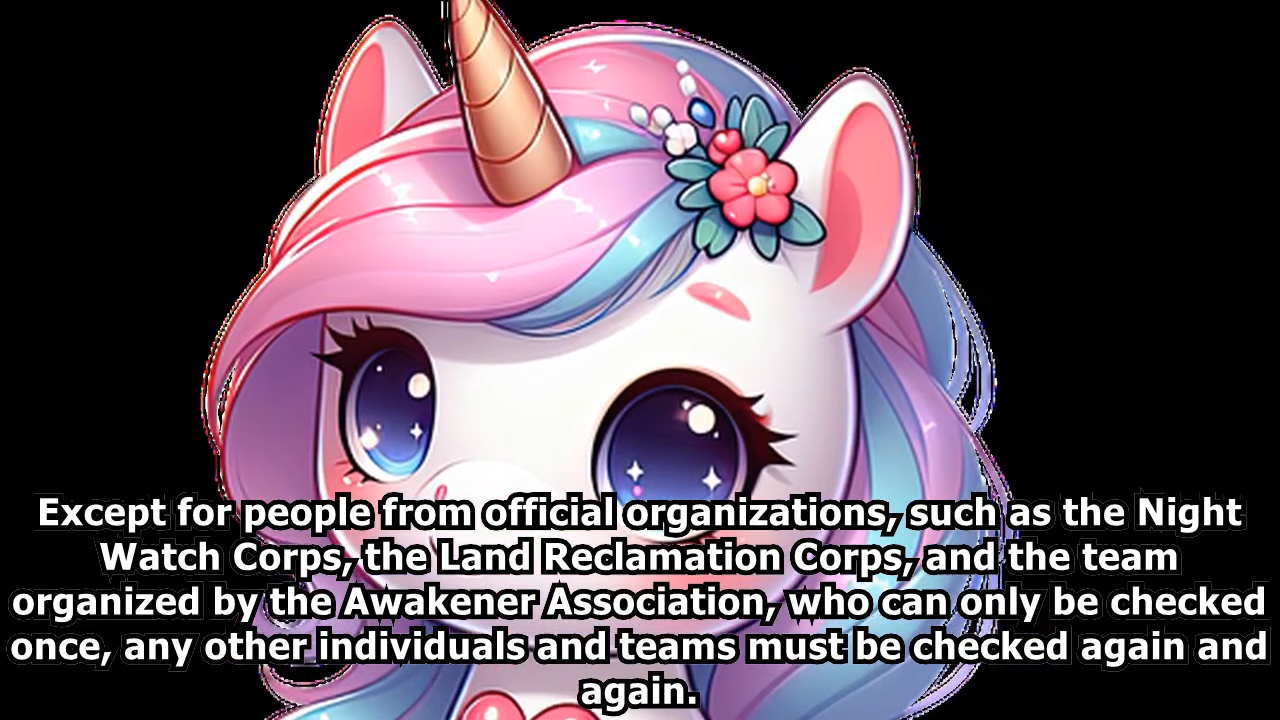 Except for people from official organizations, such as the Night
Watch Corps, the Land Reclamation Corps, and the team
organized by the Awakener Association, who can only be checked
once, any other individuals and teams must be checked again and
again.